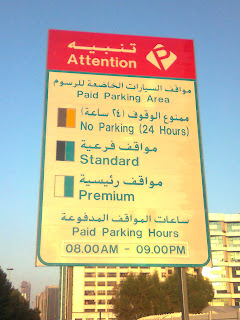 تنبيه
Attention
P
مواقف السيارات الخاضعة للرسوم
Paid Parking Area
ممنوع الوقوف (٢٤ ساعة)
No Parking (24 Hours)
مواقف فرعية
Standard
مواقف رئيسية
Premium
ساعات المواقف المدفوعة
Paid Parking Hours
08.00AM - 09.00PM